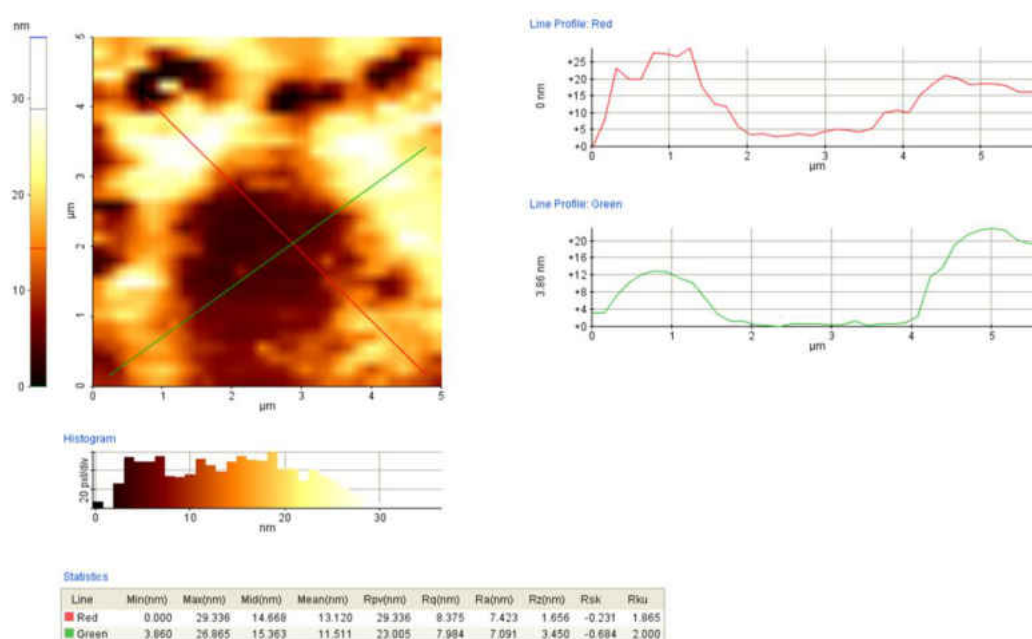 nm
30
20
10
0
5
4
3
2
1
0
µm
0 1 2 3 4 5
µm
Line Profile: Red
0 nm
+25
+20
+15
+10
+5
+0
0 1 2 3 4 5
µm
Line Profile: Green
3.86 nm
+20
+16
+12
+8
+4
+0
0 1 2 3 4 5
µm
Histogram
20 pxl/div
0 10 20 30
nm
Statistics
Line Min(nm) Max(nm) Mid(nm) Mean(nm) Rpv(nm) Rq(nm) Ra(nm) Rz(nm) Rsk Rku
Red 0.000 29.336 14.668 13.120 29.336 8.375 7.423 1.656 -0.231 1.865
Green 3.860 26.865 15.363 11.511 23.005 7.984 7.091 3.450 -0.684 2.000